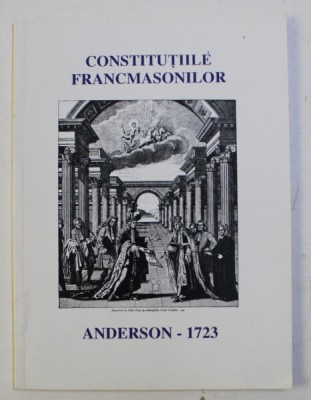 CONSTITUȚIILE
FRANCMASONILOR
ANDERSON - 1723